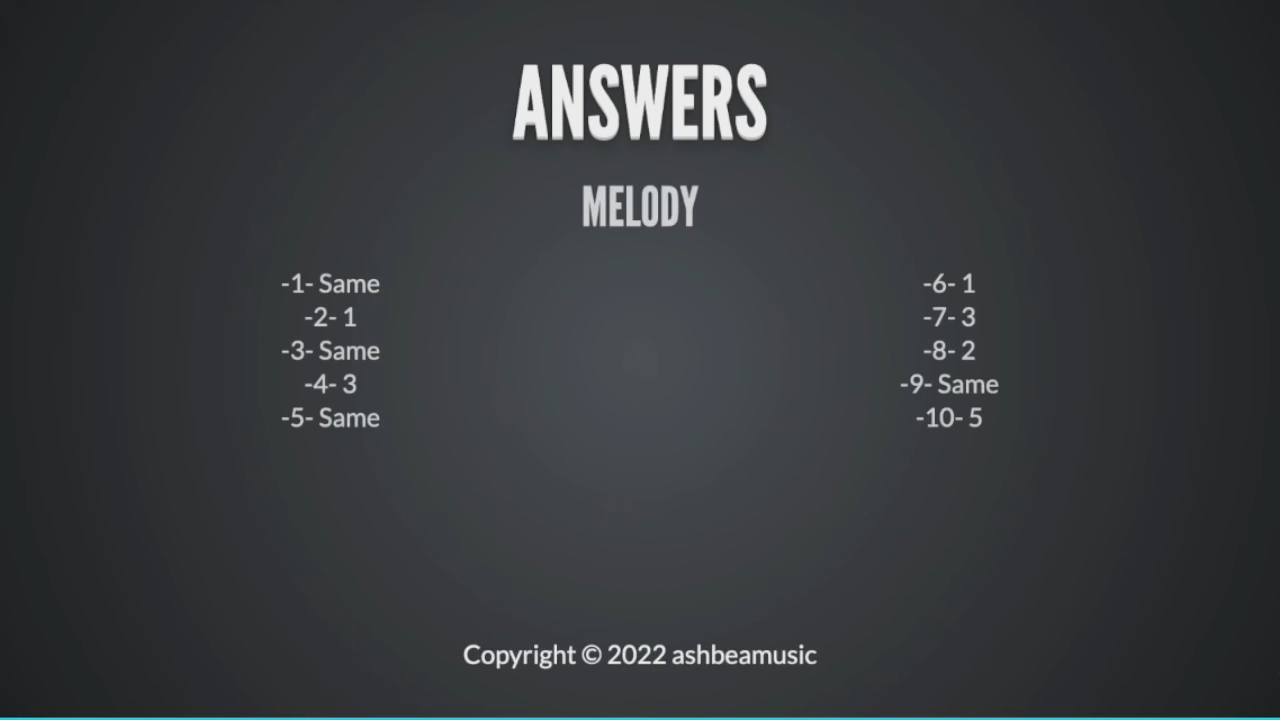 ANSWERS
MELODY
-1- Same
-2- 1
-3- Same
-4- 3
-5- Same
-6- 1
-7- 3
-8- 2
-9- Same
-10- 5
Copyright © 2022 ashbeamusic